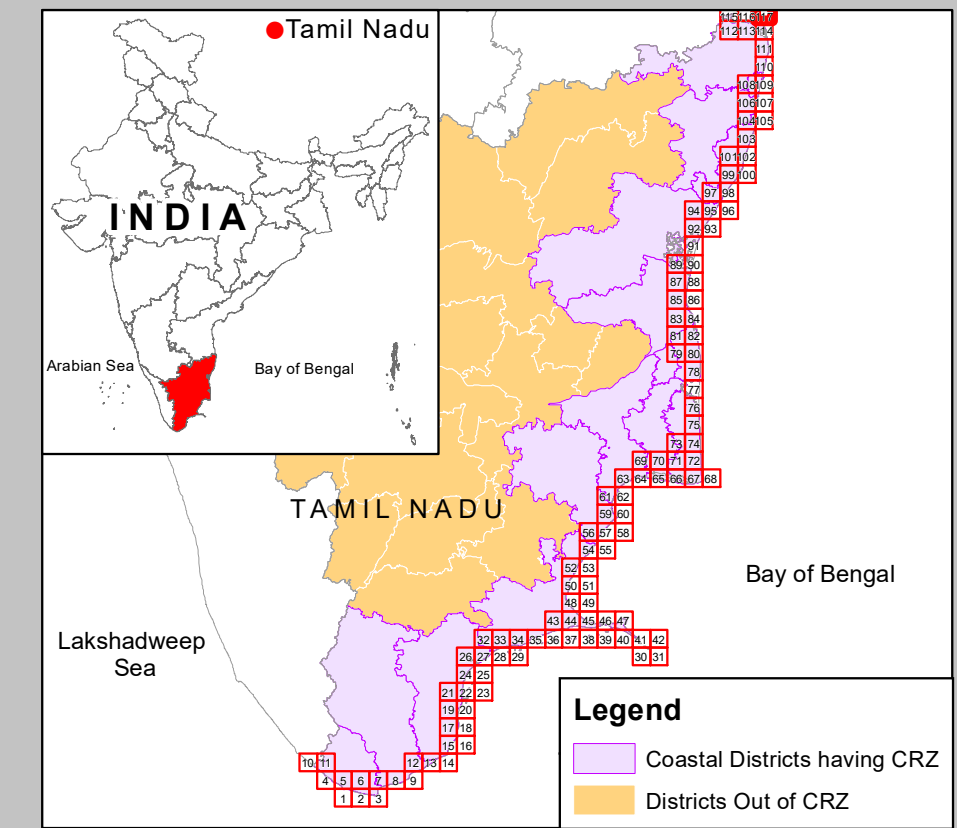 Tamil Nadu
INDIA
Arabian Sea
Bay of Bengal
TAMIL NADU
Bay of Bengal
Lakshadweep
Sea
115 116 117
112 113 114
111
110
108 109
106 107
104 105
103
101 102
99 100
97 98
94 95 96
92 93
91
89 90
87 88
85 86
83 84
81 82
79 80
78
77
76
75
73 74
69 70 71 72
63 64 65 66 67 68
61 62
59 60
56 57 58
54 55
52 53
50 51
48 49
43 44 45 46 47
32 33 34 35 36 37 38 39 40 41 42
26 27 28 29 30 31
24 25
21 22 23
19 20
17 18
15 16
10 11 12 13 14
4 5 6 7 8 9
1 2 3
Legend
Coastal Districts having CRZ
Districts Out of CRZ